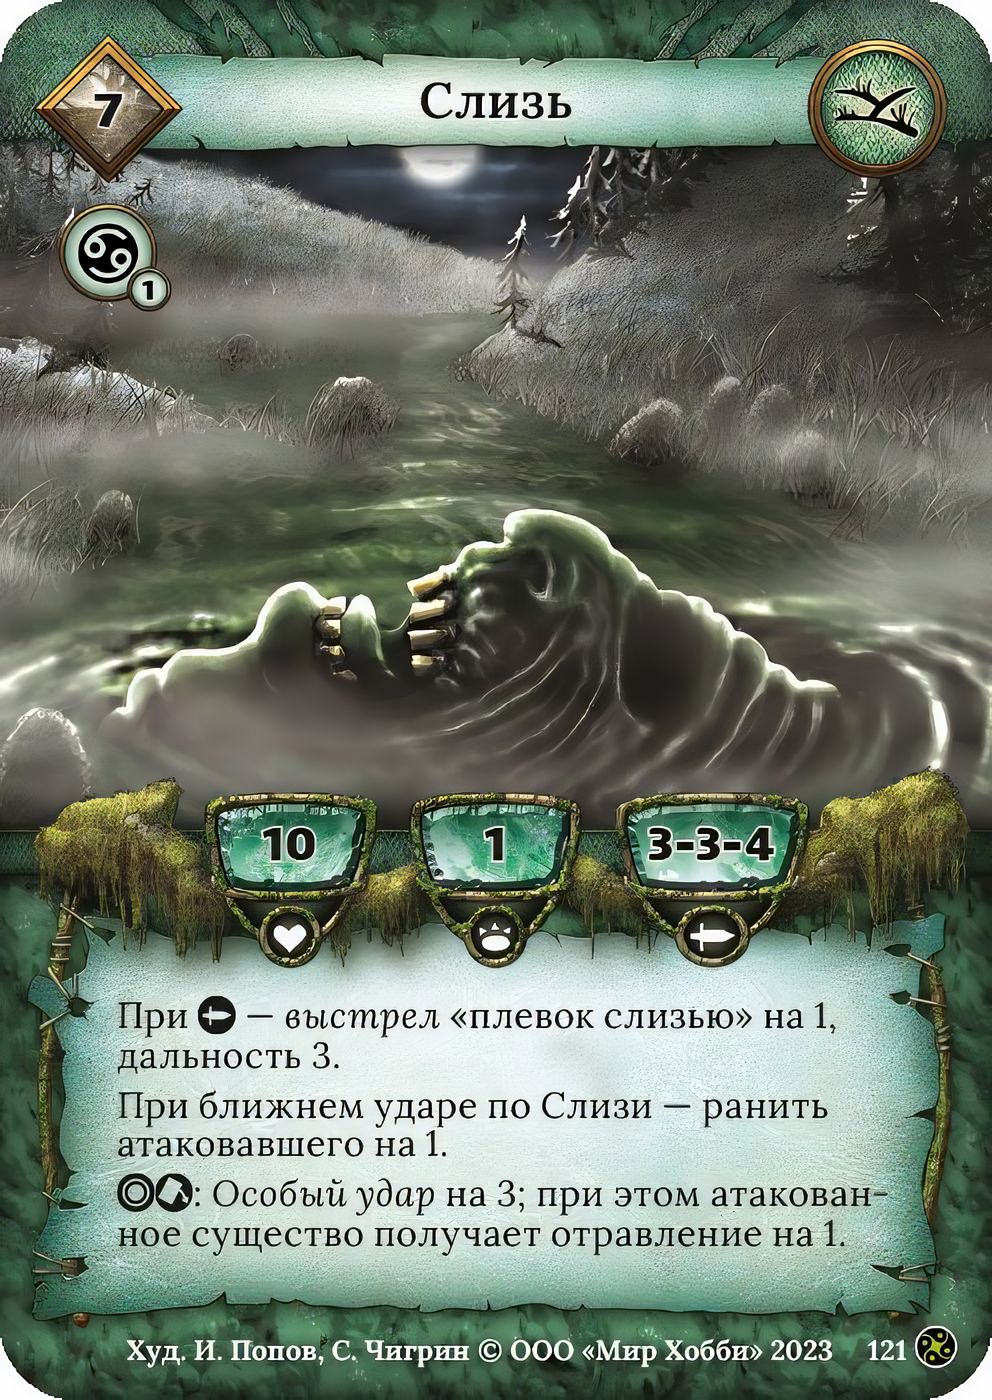 7
Слизь
1
10
1
3-3-4
При — выстрел «плевок слизью» на 1,
дальность 3.
При ближнем ударе по Слизи — ранить
атаковавшего на 1.
: Особый удар на 3; при этом атакован-
ное существо получает отравление на 1.
Худ. И. Попов, С. Чигрин © ООО «Мир Хобби» 2023 121